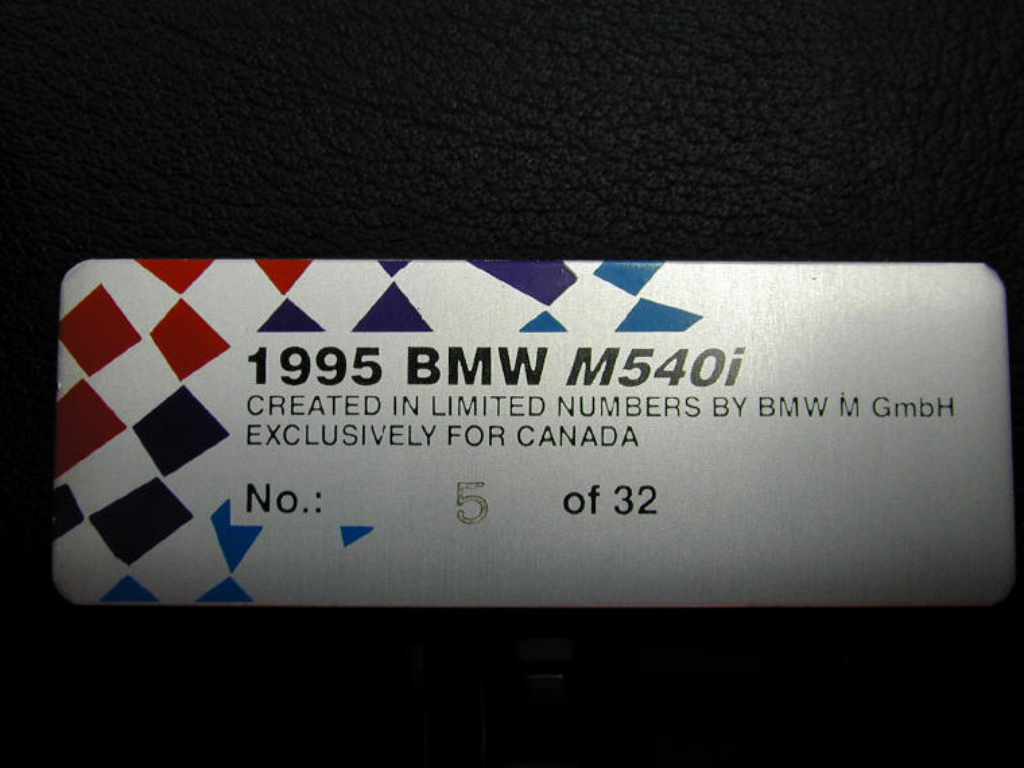 1995 BMW M540i
CREATED IN LIMITED NUMBERS BY BMW M GmbH
EXCLUSIVELY FOR CANADA
No.: 5 of 32